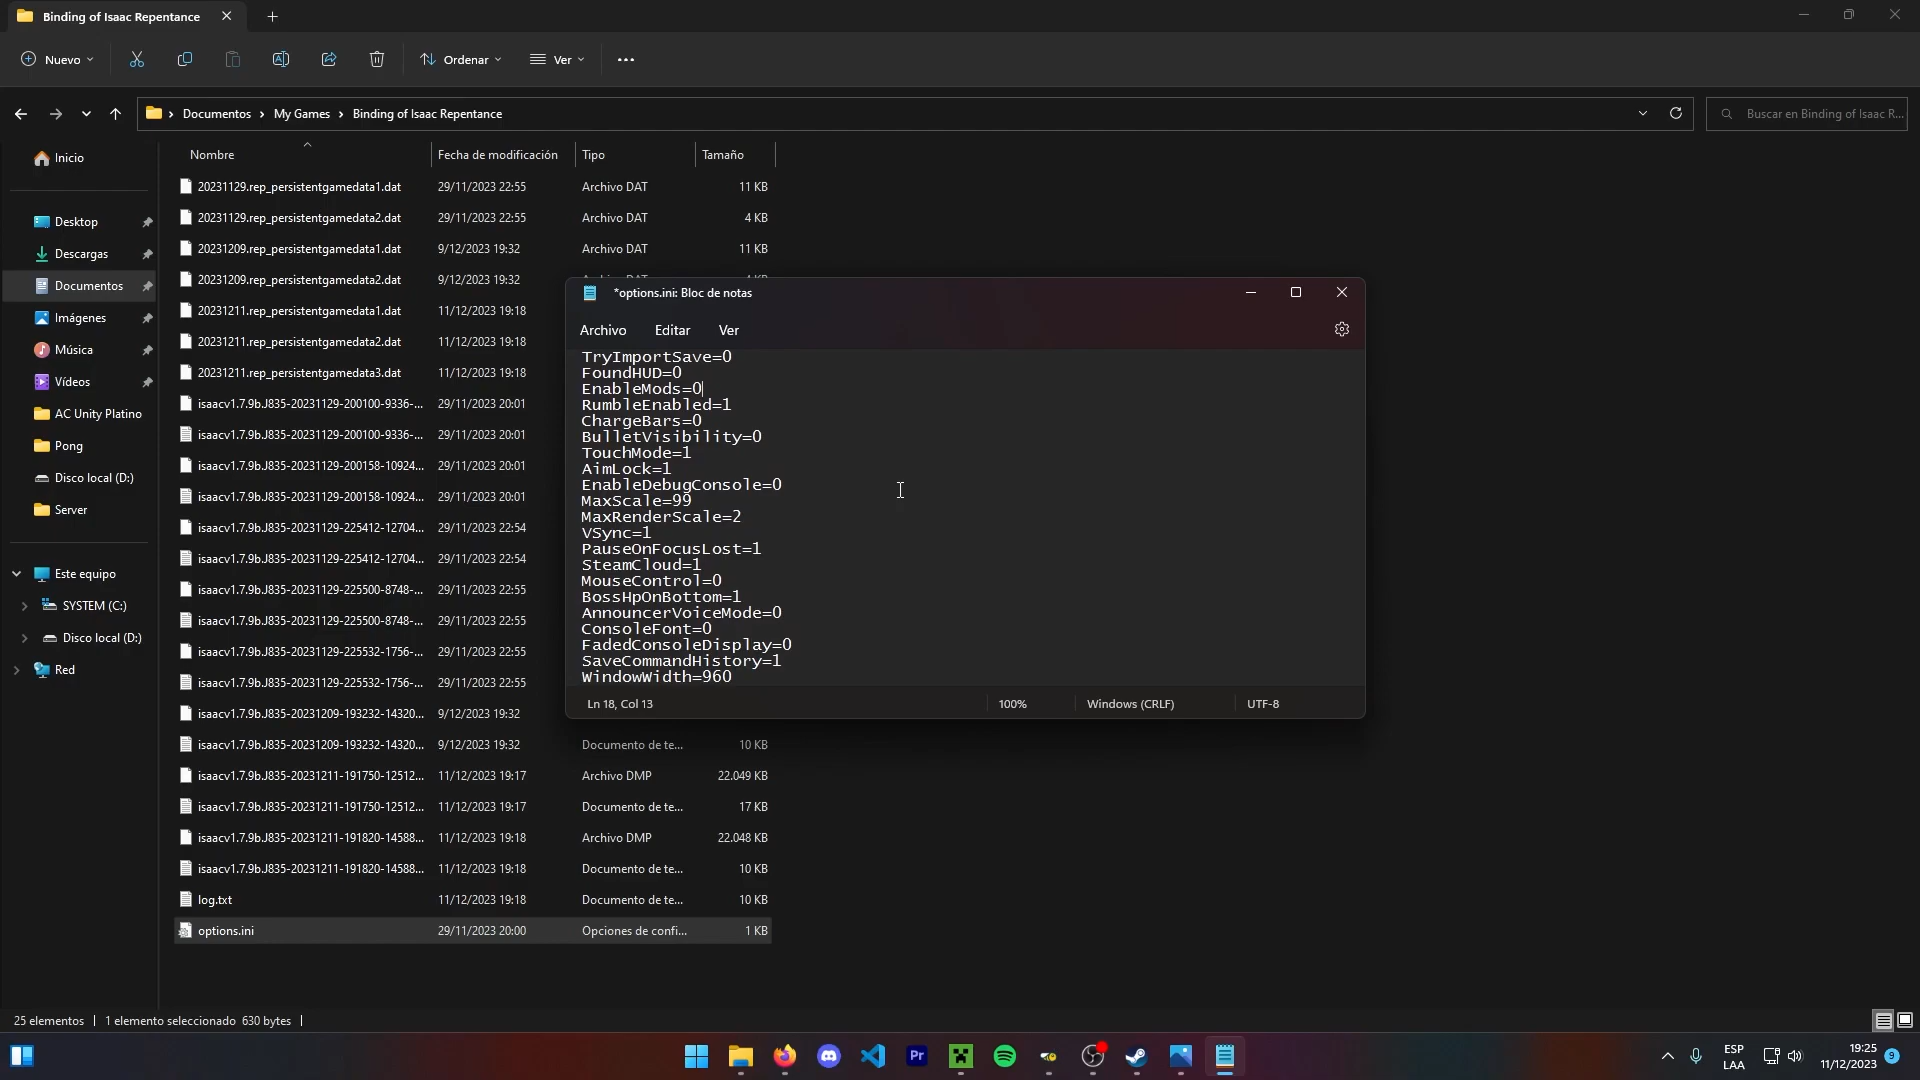 Binding of Isaac Repentance
Nuevo
Ordenar
Ver
Documentos > My Games > Binding of Isaac Repentance
Buscar en Binding of Isaac R...
Nombre Fecha de modificación Tipo Tamaño
Inicio
Desktop
Descargas
Documentos
Imágenes
Música
Vídeos
AC Unity Platino
Pong
Disco local (D:)
Server
Este equipo
SYSTEM (C:)
Disco local (D:)
Red
20231129.rep_persistentgamedata1.dat 29/11/2023 22:55 Archivo DAT 11 KB
20231129.rep_persistentgamedata2.dat 29/11/2023 22:55 Archivo DAT 4 KB
20231209.rep_persistentgamedata1.dat 9/12/2023 19:32 Archivo DAT 11 KB
20231209.rep_persistentgamedata2.dat 9/12/2023 19:32
20231211.rep_persistentgamedata1.dat 11/12/2023 19:18
20231211.rep_persistentgamedata2.dat 11/12/2023 19:18
20231211.rep_persistentgamedata3.dat 11/12/2023 19:18
isaacv1.7.9b.J835-20231129-200100-9336-... 29/11/2023 20:01
isaacv1.7.9b.J835-20231129-200100-9336-... 29/11/2023 20:01
isaacv1.7.9b.J835-20231129-200158-10924... 29/11/2023 20:01
isaacv1.7.9b.J835-20231129-200158-10924... 29/11/2023 20:01
isaacv1.7.9b.J835-20231129-225412-12704... 29/11/2023 22:54
isaacv1.7.9b.J835-20231129-225412-12704... 29/11/2023 22:54
isaacv1.7.9b.J835-20231129-225500-8748-... 29/11/2023 22:55
isaacv1.7.9b.J835-20231129-225500-8748-... 29/11/2023 22:55
isaacv1.7.9b.J835-20231129-225532-1756-... 29/11/2023 22:55
isaacv1.7.9b.J835-20231129-225532-1756-... 29/11/2023 22:55
isaacv1.7.9b.J835-20231209-193232-14320... 9/12/2023 19:32
isaacv1.7.9b.J835-20231209-193232-14320... 9/12/2023 19:32 Documento de te... 10 KB
isaacv1.7.9b.J835-20231211-191750-12512... 11/12/2023 19:17 Archivo DMP 22.049 KB
isaacv1.7.9b.J835-20231211-191750-12512... 11/12/2023 19:17 Documento de te... 17 KB
isaacv1.7.9b.J835-20231211-191820-14588... 11/12/2023 19:18 Archivo DMP 22.048 KB
isaacv1.7.9b.J835-20231211-191820-14588... 11/12/2023 19:18 Documento de te... 10 KB
log.txt 11/12/2023 19:18 Documento de te... 10 KB
options.ini 29/11/2023 20:00 Opciones de confi... 1 KB
*options.ini: Bloc de notas
Archivo Editar Ver
TryImportSave=0
FoundHUD=0
EnableMods=0
RumbleEnabled=1
ChargeBars=0
BulletVisibility=0
TouchMode=1
AimLock=1
EnableDebugConsole=0
MaxScale=99
MaxRenderScale=2
VSync=1
PauseOnFocusLost=1
SteamCloud=1
MouseControl=0
BossHpOnBottom=1
AnnouncerVoiceMode=0
ConsoleFont=0
FadedConsoleDisplay=0
SaveCommandHistory=1
WindowWidth=960
Ln 18, Col 13 100% Windows (CRLF) UTF-8
25 elementos | 1 elemento seleccionado 630 bytes |
Pr
ESP
LAA
19:25
11/12/2023
9